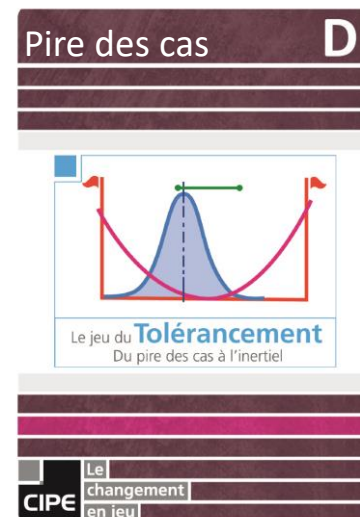 Pire des cas D
Le jeu du Tolérancement
Du pire des cas à l'inertiel
Le
changement
en jeu
CIPE